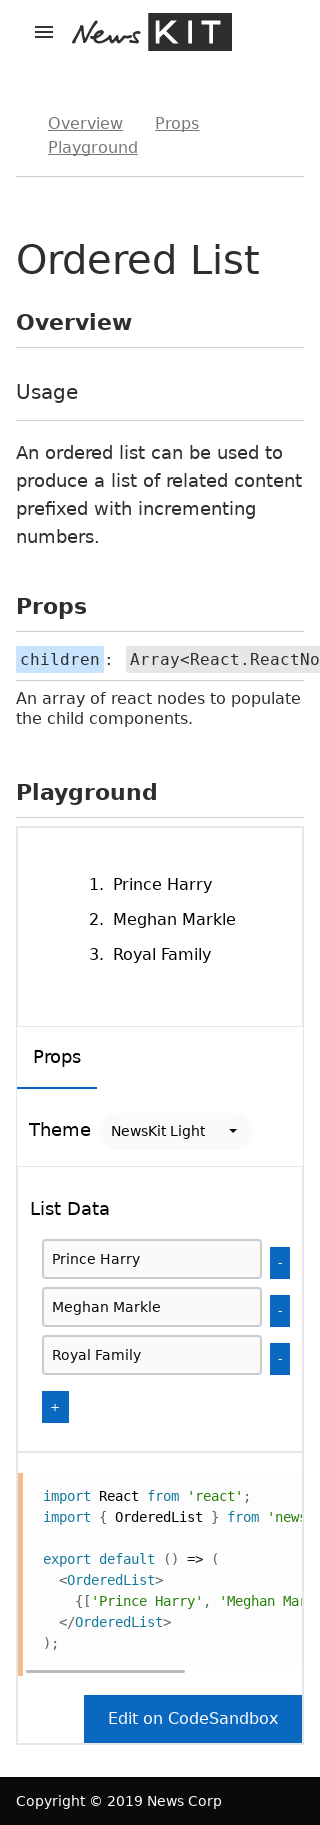 News KIT
Overview Props
Playground
Ordered List
Overview
Usage
An ordered list can be used to
produce a list of related content
prefixed with incrementing
numbers.
Props
children: Array<React.ReactNo
An array of react nodes to populate
the child components.
Playground
1. Prince Harry
2. Meghan Markle
3. Royal Family
Props
Theme NewsKit Light
List Data
Prince Harry -
Meghan Markle -
Royal Family -
+
import React from 'react';
import { OrderedList } from 'news
export default () => (
<OrderedList>
{['Prince Harry', 'Meghan Mar
</OrderedList>
);
Edit on CodeSandbox
Copyright © 2019 News Corp